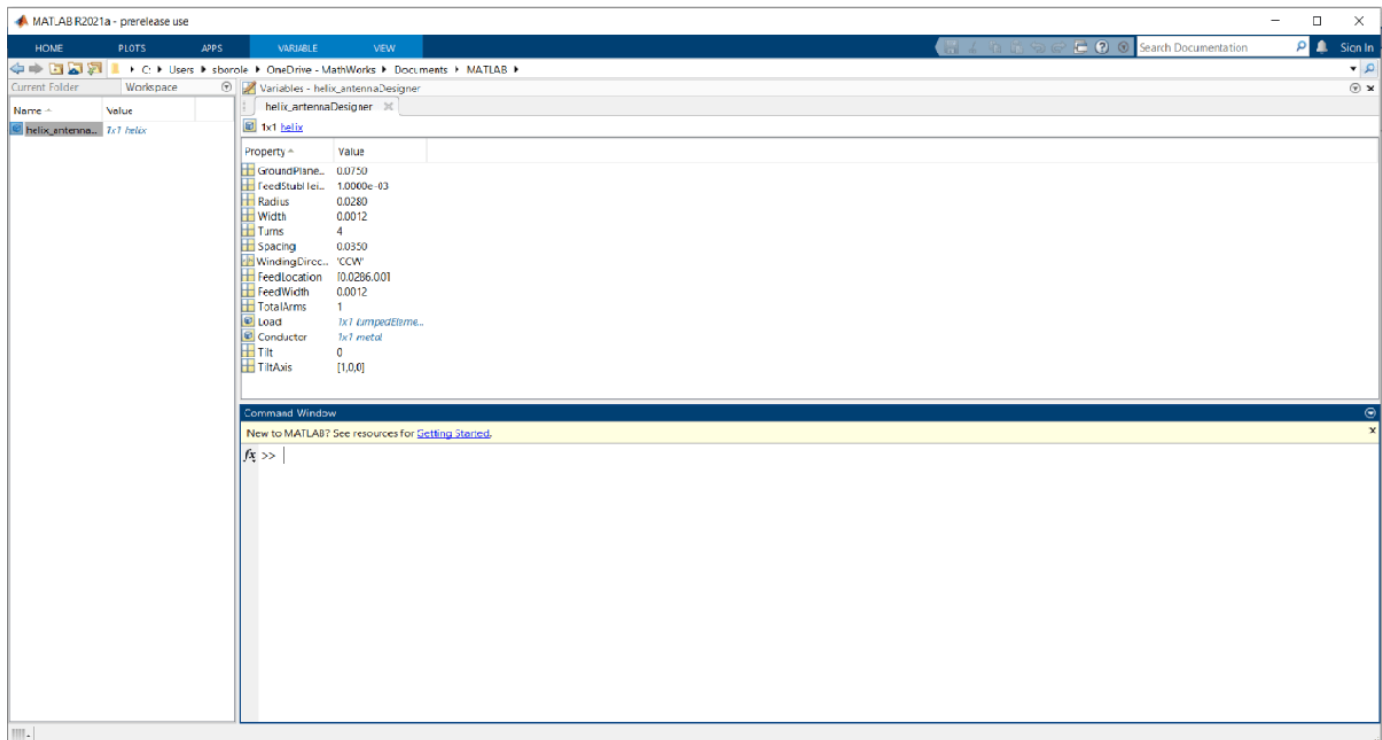 MATLAB R2021a - prerelease use
HOME PLOTS APPS VARIABLE VIEW Search Documentation Sign In
C: Users sborole OneDrive - MathWorks Documents MATLAB
Current Folder Workspace Variables - helix_antennaDesigner
Name Value helix_antennaDesigner
helix_antenna... 1x1 helix 1x1 helix
Property Value
GroundPlane... 0.0750
FeedStubHei... 1.0000e-03
Radius 0.0280
Width 0.0012
Turns 4
Spacing 0.0350
WindingDirec... 'CCW'
FeedLocation [0.0286,0,0]
FeedWidth 0.0012
TotalArms 1
Load 1x1 lumpedEleme...
Conductor 1x1 metal
Tilt 0
TiltAxis [1,0,0]
Command Window
New to MATLAB? See resources for Getting Started.
fx >>